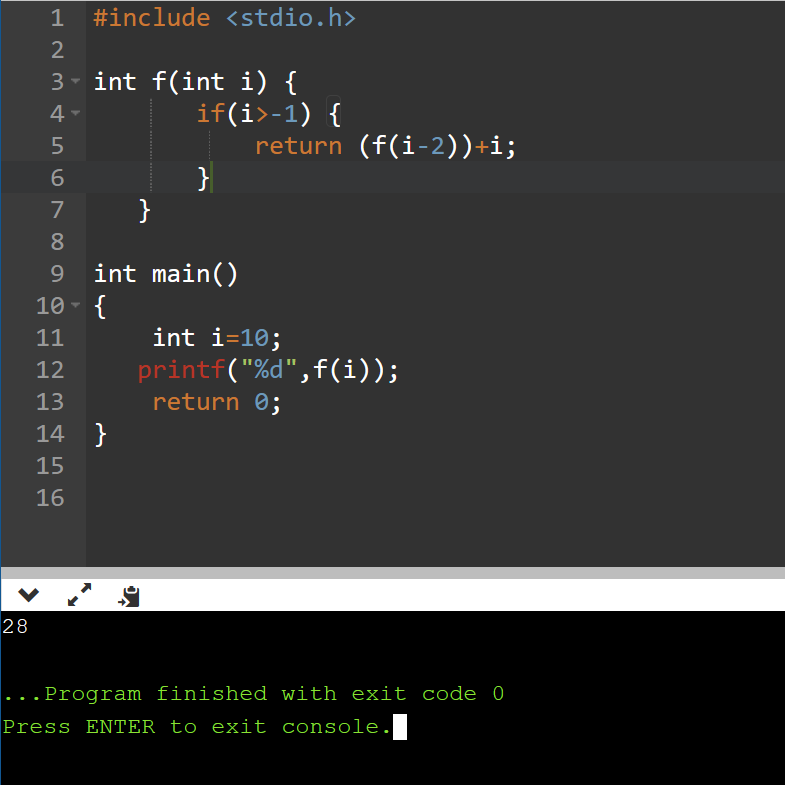 1 #include <stdio.h>
2
3 int f(int i) {
4 if(i>-1) {
5 return (f(i-2))+i;
6 }
7 }
8
9 int main()
10 {
11 int i=10;
12 printf("%d",f(i));
13 return 0;
14 }
15
16
28
...Program finished with exit code 0
Press ENTER to exit console.